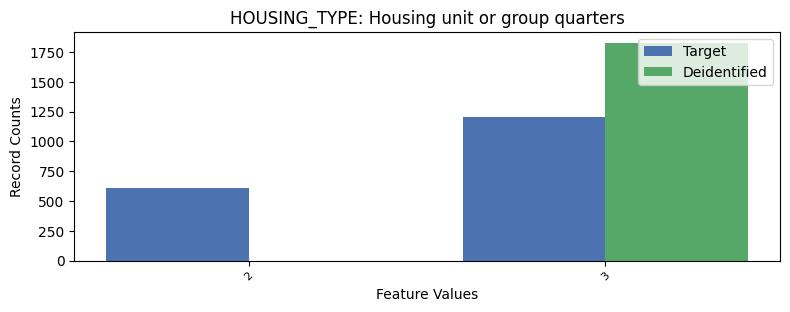 HOUSING_TYPE: Housing unit or group quarters
Target
Deidentified
1750
1500
1250
1000
750
500
250
0
Record Counts
2
3
Feature Values